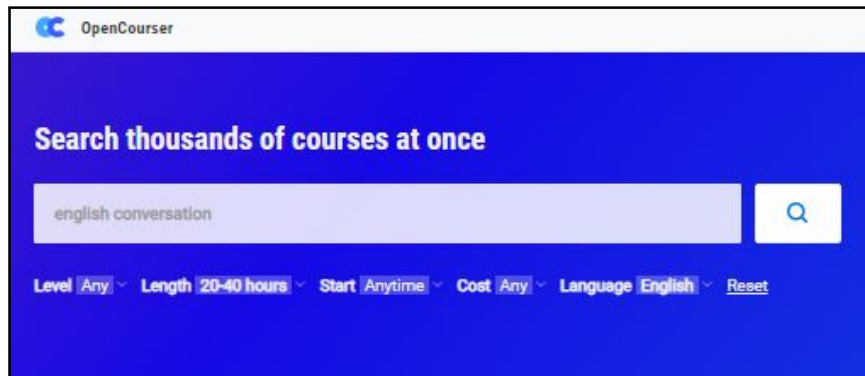 OpenCourser
Search thousands of courses at once
english conversation
Level Any Length 20-40 hours Start Anytime Cost Any Language English Reset